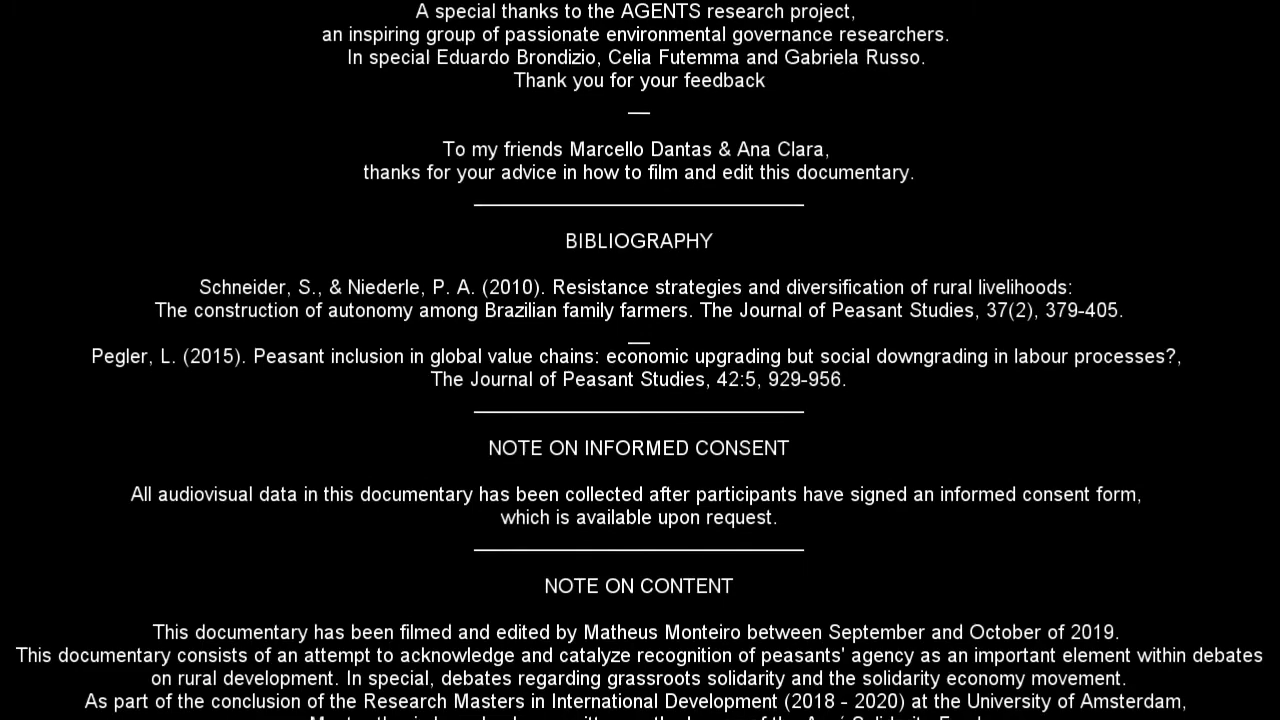 A special thanks to the AGENTS research project,
an inspiring group of passionate environmental governance researchers.
In special Eduardo Brondizio, Celia Futemma and Gabriela Russo.
Thank you for your feedback
To my friends Marcello Dantas & Ana Clara,
thanks for your advice in how to film and edit this documentary.
BIBLIOGRAPHY
Schneider, S., & Niederle, P. A. (2010). Resistance strategies and diversification of rural livelihoods:
The construction of autonomy among Brazilian family farmers. The Journal of Peasant Studies, 37(2), 379-405.
Pegler, L. (2015). Peasant inclusion in global value chains: economic upgrading but social downgrading in labour processes?,
The Journal of Peasant Studies, 42:5, 929-956.
NOTE ON INFORMED CONSENT
All audiovisual data in this documentary has been collected after participants have signed an informed consent form,
which is available upon request.
NOTE ON CONTENT
This documentary has been filmed and edited by Matheus Monteiro between September and October of 2019.
This documentary consists of an attempt to acknowledge and catalyze recognition of peasants' agency as an important element within debates
on rural development. In special, debates regarding grassroots solidarity and the solidarity economy movement.
As part of the conclusion of the Research Masters in International Development (2018 - 2020) at the University of Amsterdam,